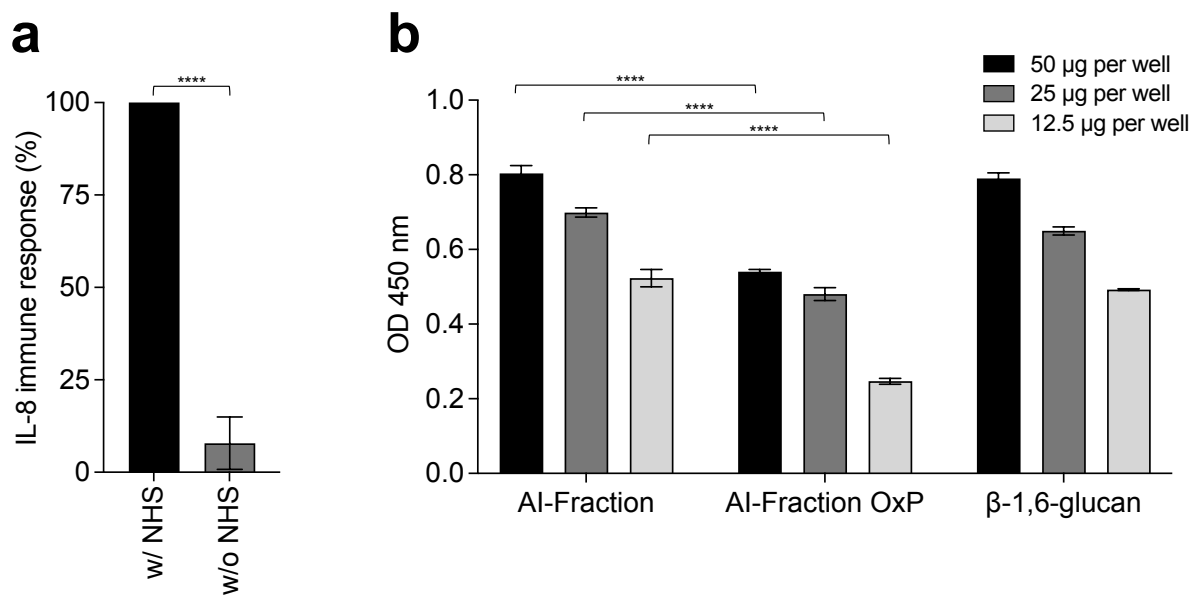 a
IL-8 immune response (%)
100
75
50
25
0
****
w/ NHS
w/o NHS
b
OD 450 nm
1.0
0.8
0.6
0.4
0.2
0.0
****
****
****
50 µg per well
25 µg per well
12.5 µg per well
AI-Fraction
AI-Fraction OxP
β-1,6-glucan